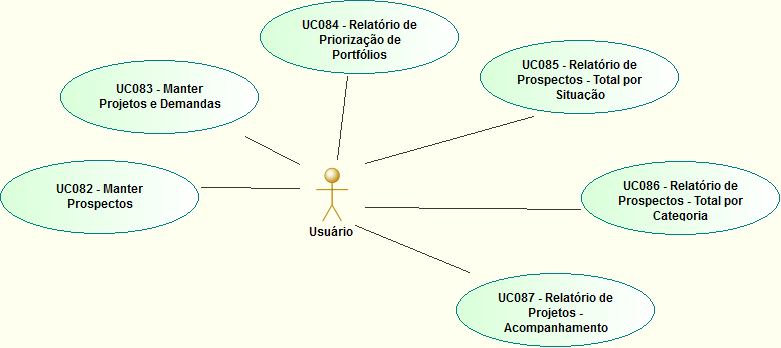 UC084 - Relatório de
Priorização de
Portfólios
UC085 - Relatório de
Prospectos - Total por
Situação
UC083 - Manter
Projetos e Demandas
UC082 - Manter
Prospectos
UC086 - Relatório de
Prospectos - Total por
Categoria
Usuário
UC087 - Relatório de
Projetos -
Acompanhamento